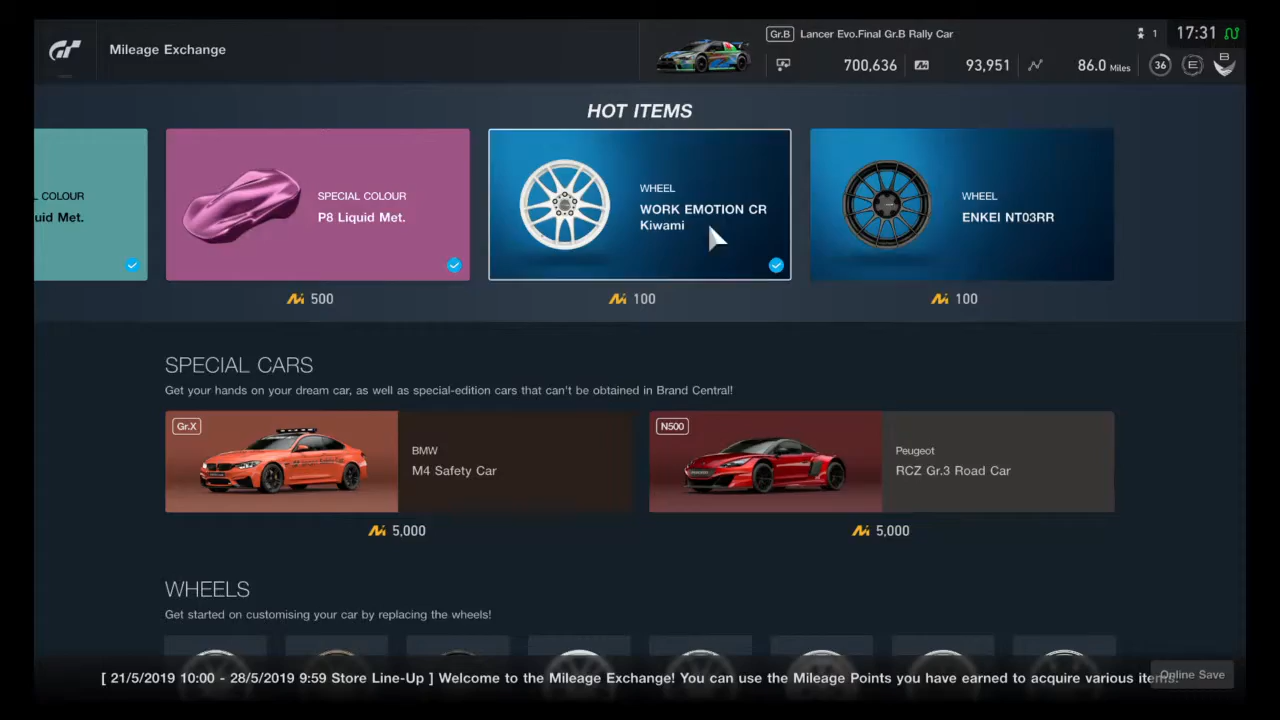 Mileage Exchange
Gr.B Lancer Evo.Final Gr.B Rally Car
1 17:31
700,636 93,951 86.0 Miles 36 E B
HOT ITEMS
L COLOUR
uid Met.
SPECIAL COLOUR
P8 Liquid Met.
WHEEL
WORK EMOTION CR
Kiwami
WHEEL
ENKEI NT03RR
500
100
100
SPECIAL CARS
Get your hands on your dream car, as well as special-edition cars that can't be obtained in Brand Central!
Gr.X
BMW
M4 Safety Car
N500
Peugeot
RCZ Gr.3 Road Car
5,000
5,000
WHEELS
Get started on customising your car by replacing the wheels!
[ 21/5/2019 10:00 - 28/5/2019 9:59 Store Line-Up ] Welcome to the Mileage Exchange! You can use the Mileage Points you have earned to acquire various items.
Online Save